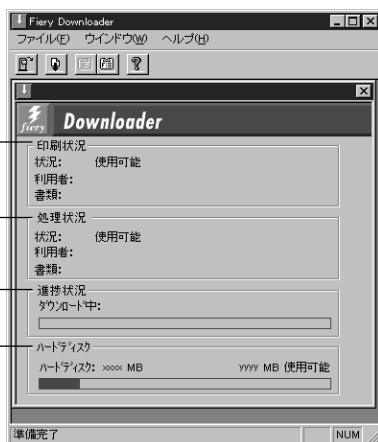 Fiery Downloader
ファイル(F) ウインドウ(W) ヘルプ(H)
fiery Downloader
印刷状況
状況: 使用可能
利用者:
書類:
処理状況
状況: 使用可能
利用者:
書類:
進捗状況
ダウンロード中:
ハードディスク
ハードディスク: xxxx MB yyyy MB 使用可能
準備完了 NUM